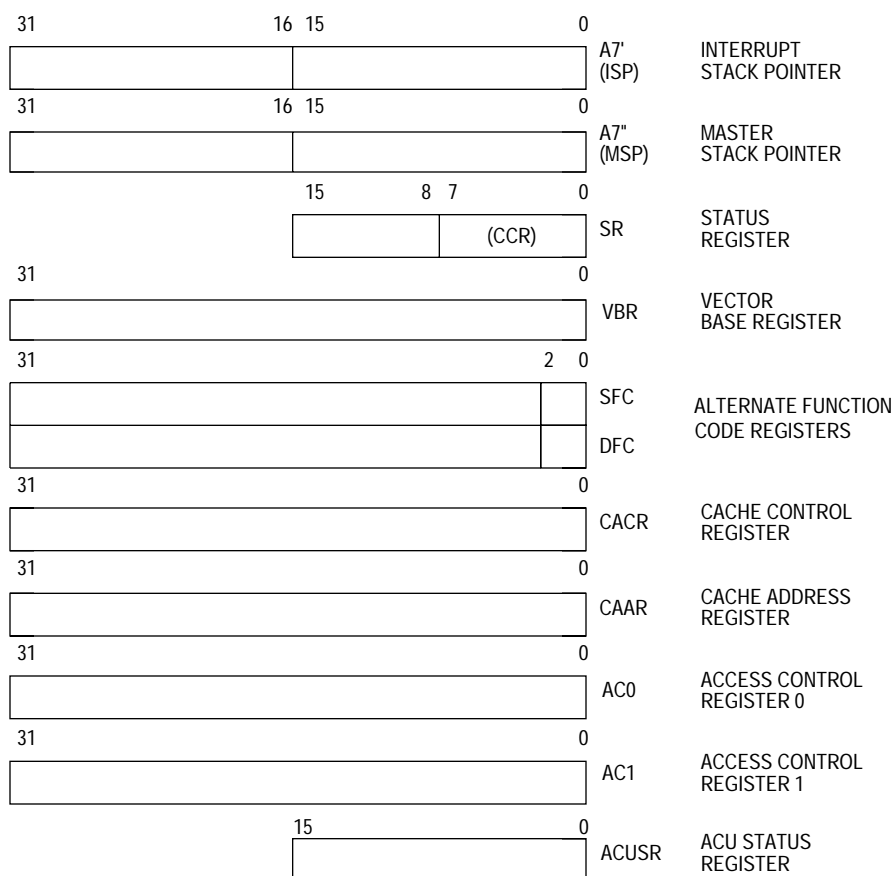 31 16 15 0
A7' INTERRUPT
(ISP) STACK POINTER
31 16 15 0
A7" MASTER
(MSP) STACK POINTER
15 8 7 0
(CCR) SR STATUS
REGISTER
31 0
VBR VECTOR
BASE REGISTER
31 2 0
SFC
ALTERNATE FUNCTION
CODE REGISTERS
DFC
31 0
CACR CACHE CONTROL
REGISTER
31 0
CAAR CACHE ADDRESS
REGISTER
31 0
AC0 ACCESS CONTROL
REGISTER 0
31 0
AC1 ACCESS CONTROL
REGISTER 1
15 0
ACUSR ACU STATUS
REGISTER